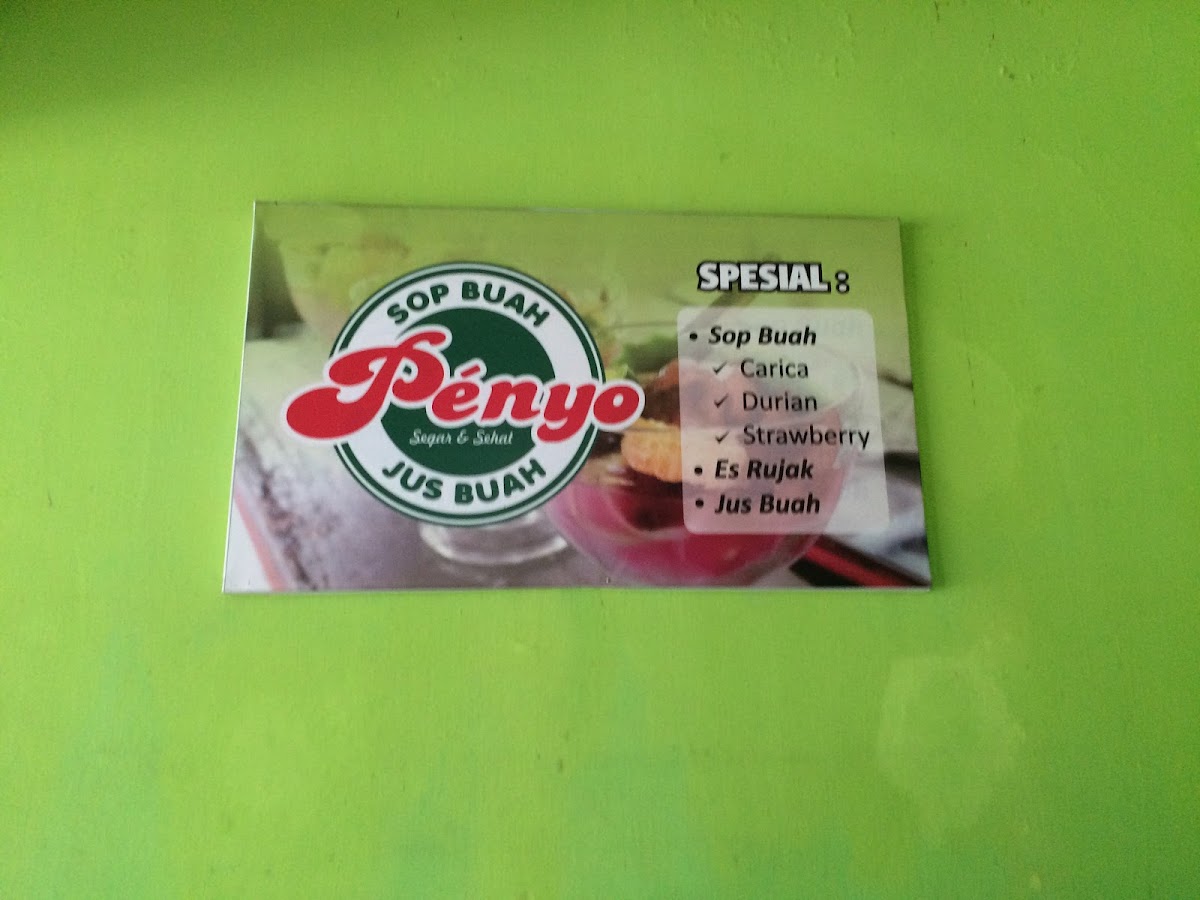 SOP BUAH
Pényo
Segar & Sehat
JUS BUAH
SPESIAL :
• Sop Buah
✓ Carica
✓ Durian
✓ Strawberry
• Es Rujak
• Jus Buah